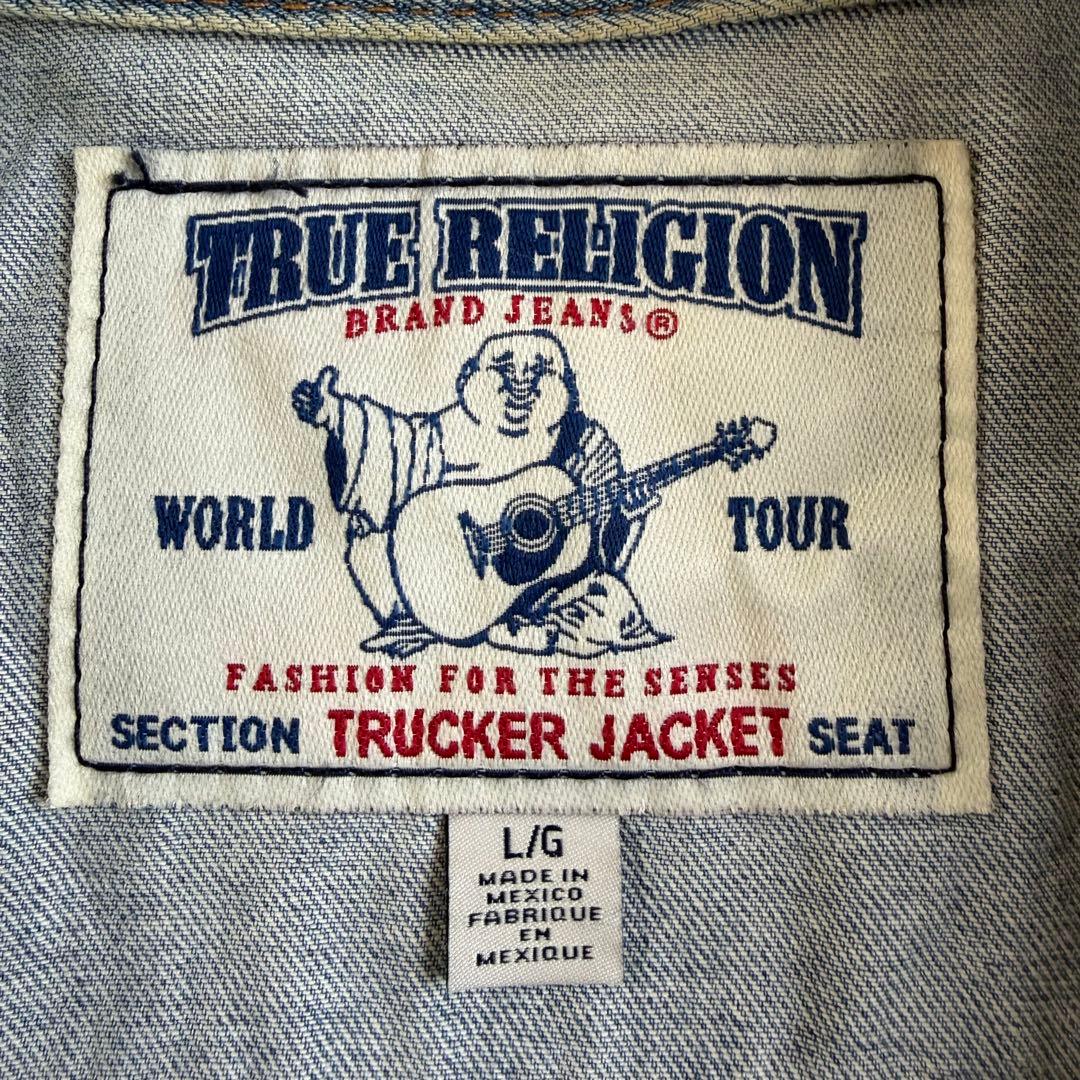 TRUE RELIGION
BRAND JEANS®
WORLD TOUR
FASHION FOR THE SENSES
SECTION TRUCKER JACKET SEAT
L/G
MADE IN
MEXICO
FABRIQUE
EN
MEXIQUE